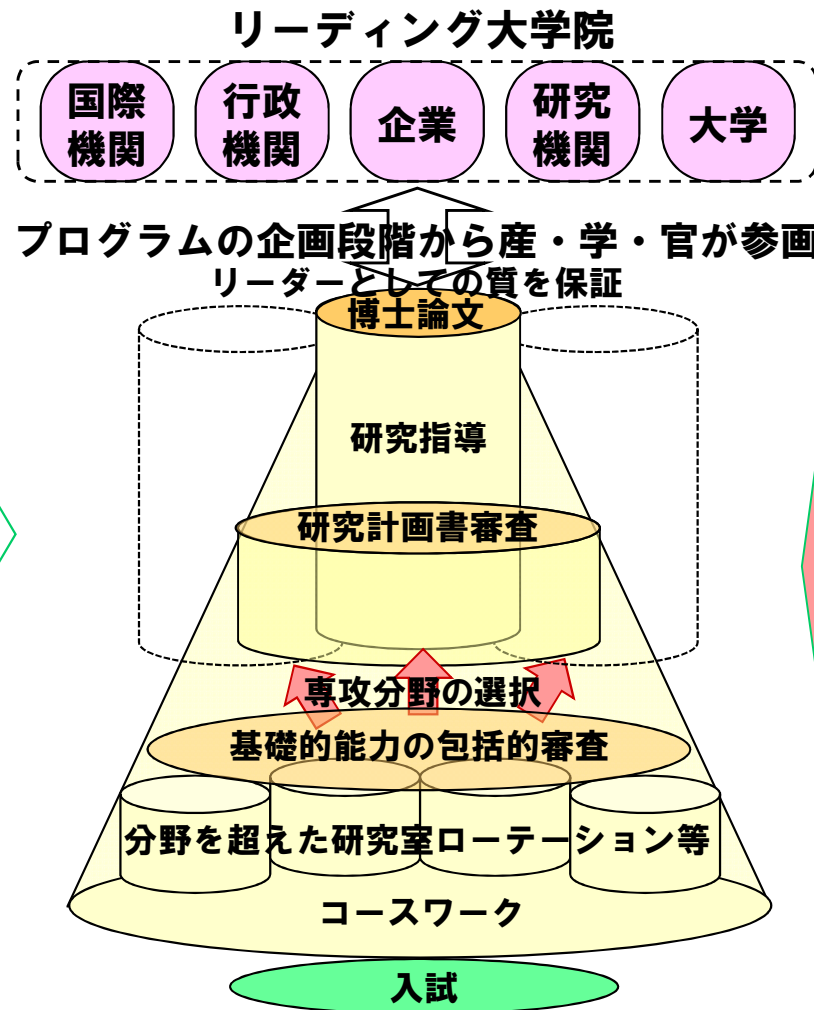 リーディング大学院
国際
機関
行政
機関
企業
研究
機関
大学
プログラムの企画段階から産・学・官が参画
リーダーとしての質を保証
博士論文
研究指導
研究計画書審査
専攻分野の選択
基礎的能力の包括的審査
分野を超えた研究室ローテーション等
コースワーク
入試